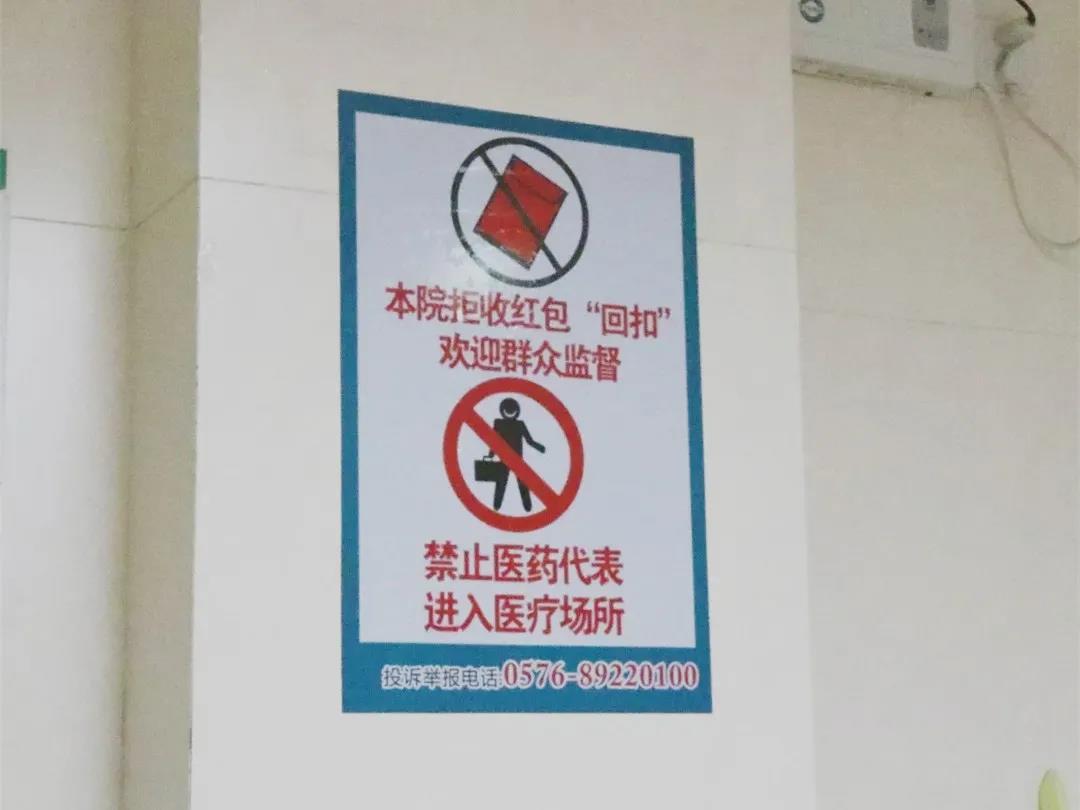 本院拒收红包“回扣”
欢迎群众监督
禁止医药代表
进入医疗场所
投诉举报电话:0576-89220100